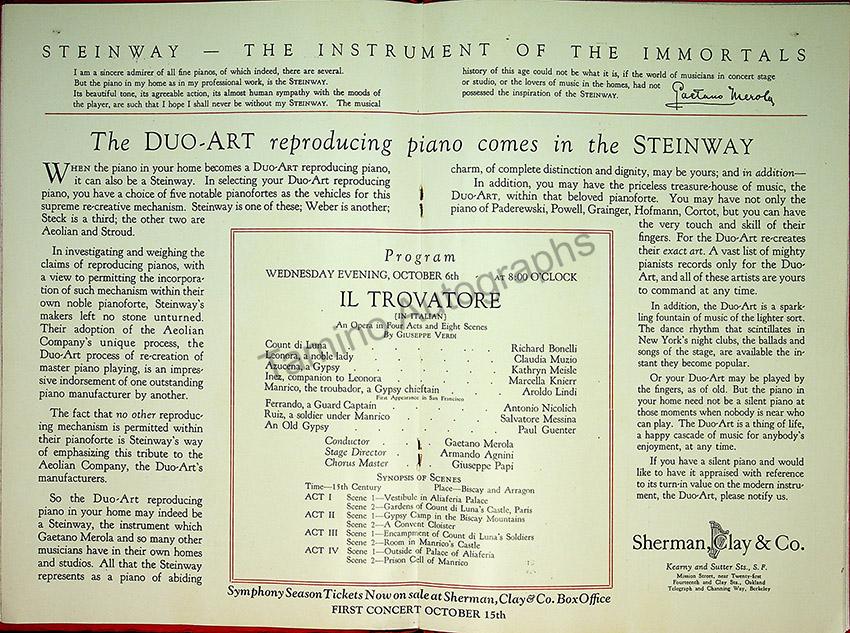 STEINWAY — THE INSTRUMENT OF THE IMMORTALS
I am a sincere admirer of all fine pianos, of which indeed, there are several.
But the piano in my home as in my professional work, is the STEINWAY.
Its beautiful tone, its agreeable action, its almost human sympathy with the moods of
the player, are such that I hope I shall never be without my STEINWAY. The musical
history of this age could not be what it is, if the world of musicians in concert stage
or studio, or the lovers of music in the homes, had not
possessed the inspiration of the STEINWAY.
Gaetano Merola
The DUO-ART reproducing piano comes in the STEINWAY
WHEN the piano in your home becomes a DUO-ART reproducing piano,
it can also be a Steinway. In selecting your Duo-Art reproducing
piano, you have a choice of five notable pianofortes as the vehicles for this
supreme re-creative mechanism. Steinway is one of these; Weber is another;
Steck is a third; the other two are
Aeolian and Stroud.
In investigating and weighing the
claims of reproducing pianos, with
a view to permitting the incorpora-
tion of such mechanism within their
own noble pianoforte, Steinway's
makers left no stone unturned.
Their adoption of the Aeolian
Company's unique process, the
Duo-Art process of re-creation of
master piano playing, is an impres-
sive indorsement of one outstanding
piano manufacturer by another.
The fact that no other reproduc-
ing mechanism is permitted within
their pianoforte is Steinway's way
of emphasizing this tribute to the
Aeolian Company, the Duo-Art's
manufacturers.
So the Duo-Art reproducing
piano in your home may indeed be
a Steinway, the instrument which
Gaetano Merola and so many other
musicians have in their own homes
and studios. All that the Steinway
represents as a piano of abiding
charm, of complete distinction and dignity, may be yours; and in addition—
In addition, you may have the priceless treasure-house of music, the
DUO-ART, within that beloved pianoforte. You may have not only the
piano of Paderewski, Powell, Grainger, Hofmann, Cortot, but you can have
the very touch and skill of their
fingers. For the Duo-Art re-creates
their exact art. A vast list of mighty
pianists records only for the Duo-
Art, and all of these artists are yours
to command at any time.
In addition, the Duo-Art is a spark-
ling fountain of music of the lighter sort.
The dance rhythm that scintillates in
New York's night clubs, the ballads and
songs of the stage, are available the in-
stant they become popular.
Or your Duo-Art may be played by
the fingers, as of old. But the piano in
your home need not be a silent piano at
those moments when nobody is near who
can play. The Duo-Art is a thing of life,
a happy cascade of music for anybody's
enjoyment, at any time.
If you have a silent piano and would
like to have it appraised with reference
to its turn-in value on the modern instru-
ment, the Duo-Art, please notify us.
Sherman, Clay & Co.
Kearny and Sutter Sts., S. F.
Mission Street, near Twenty-first
Fourteenth and Clay Sts., Oakland
Telegraph and Channing Way, Berkeley
Program
WEDNESDAY EVENING, OCTOBER 6th AT 8:00 O'CLOCK
IL TROVATORE
[IN ITALIAN]
An Opera in Four Acts and Eight Scenes
By GIUSEPPE VERDI
Count di Luna . . . . . Richard Bonelli
Leonora, a noble lady . . . . . Claudia Muzio
Azucena, a Gypsy . . . . . Kathryn Meisle
Inez, companion to Leonora . . . . . Marcella Knierr
Manrico, the troubador, a Gypsy chieftain . . . Aroldo Lindi
First Appearance in San Francisco
Ferrando, a Guard Captain . . . . . Antonio Nicolich
Ruiz, a soldier under Manrico . . . . . Salvatore Messina
An Old Gypsy . . . . . Paul Guenter
Conductor . . . Gaetano Merola
Stage Director . . . Armando Agnini
Chorus Master . . . Giuseppe Papi
SYNOPSIS OF SCENES
Time—15th Century Place—Biscay and Arragon
ACT I Scene 1—Vestibule in Aliaferia Palace
Scene 2—Gardens of Count di Luna's Castle, Paris
ACT II Scene 1—Gypsy Camp in the Biscay Mountains
Scene 2—A Convent Cloister
ACT III Scene 1—Encampment of Count di Luna's Soldiers
Scene 2—Room in Manrico's Castle
ACT IV Scene 1—Outside of Palace of Aliaferia
Scene 2—Prison Cell of Manrico
Symphony Season Tickets Now on sale at Sherman, Clay & Co. Box Office
FIRST CONCERT OCTOBER 15th
Tamino Autographs